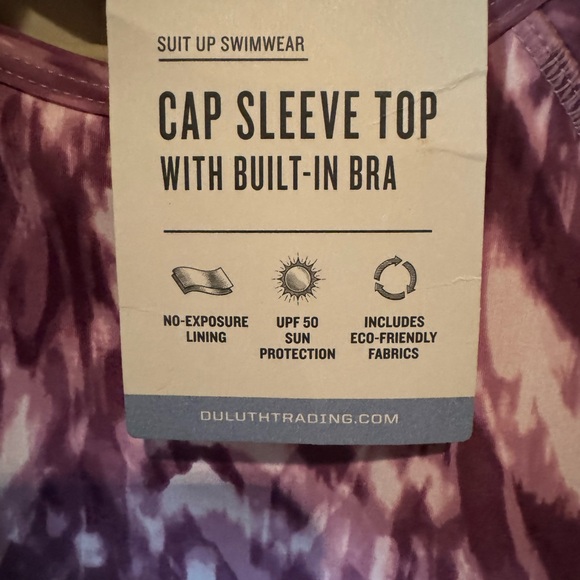 SUIT UP SWIMWEAR
CAP SLEEVE TOP
WITH BUILT-IN BRA
NO-EXPOSURE
LINING
UPF 50
SUN
PROTECTION
INCLUDES
ECO-FRIENDLY
FABRICS
DULUTHTRADING.COM